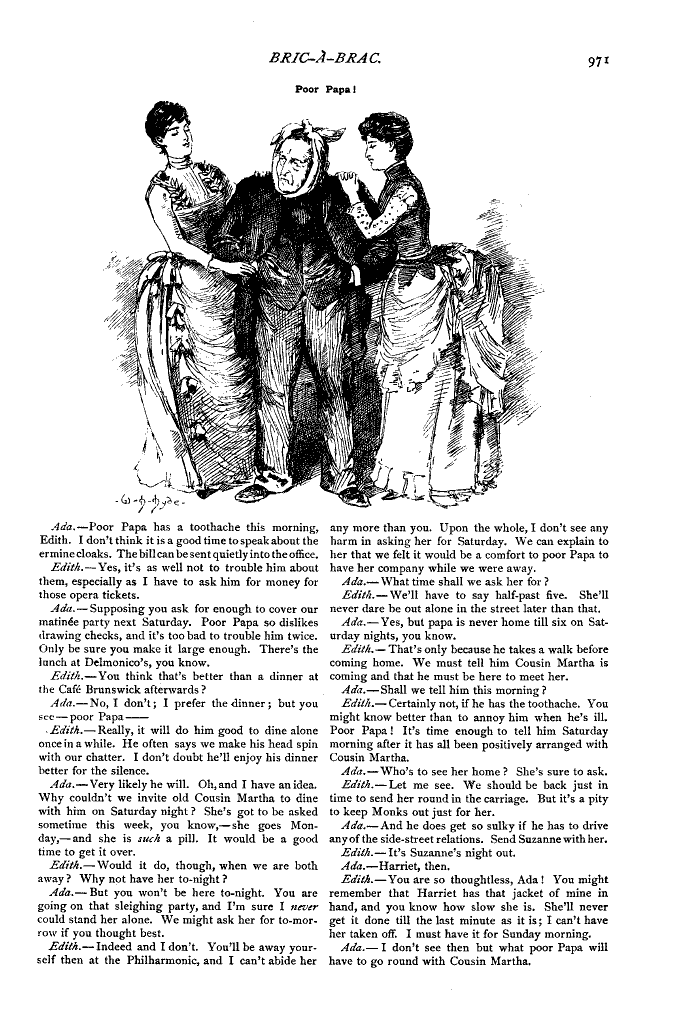 BRIC-À-BRAC.
971
Poor Papa!
-W-H-Hyde-
Ada.—Poor Papa has a toothache this morning,
Edith. I don't think it is a good time to speak about the
ermine cloaks. The bill can be sent quietly into the office.
Edith.—Yes, it's as well not to trouble him about
them, especially as I have to ask him for money for
those opera tickets.
Ada.—Supposing you ask for enough to cover our
matinée party next Saturday. Poor Papa so dislikes
drawing checks, and it's too bad to trouble him twice.
Only be sure you make it large enough. There's the
lunch at Delmonico's, you know.
Edith.—You think that's better than a dinner at
the Café Brunswick afterwards?
Ada.—No, I don't; I prefer the dinner; but you
see—poor Papa——
Edith.—Really, it will do him good to dine alone
once in a while. He often says we make his head spin
with our chatter. I don't doubt he'll enjoy his dinner
better for the silence.
Ada.—Very likely he will. Oh, and I have an idea.
Why couldn't we invite old Cousin Martha to dine
with him on Saturday night? She's got to be asked
sometime this week, you know,—she goes Mon-
day,—and she is such a pill. It would be a good
time to get it over.
Edith.—Would it do, though, when we are both
away? Why not have her to-night?
Ada.—But you won't be here to-night. You are
going on that sleighing party, and I'm sure I never
could stand her alone. We might ask her for to-mor-
row if you thought best.
Edith.—Indeed and I don't. You'll be away your-
self then at the Philharmonic, and I can't abide her
any more than you. Upon the whole, I don't see any
harm in asking her for Saturday. We can explain to
her that we felt it would be a comfort to poor Papa to
have her company while we were away.
Ada.—What time shall we ask her for?
Edith.—We'll have to say half-past five. She'll
never dare be out alone in the street later than that.
Ada.—Yes, but papa is never home till six on Sat-
urday nights, you know.
Edith.—That's only because he takes a walk before
coming home. We must tell him Cousin Martha is
coming and that he must be here to meet her.
Ada.—Shall we tell him this morning?
Edith.—Certainly not, if he has the toothache. You
might know better than to annoy him when he's ill.
Poor Papa! It's time enough to tell him Saturday
morning after it has all been positively arranged with
Cousin Martha.
Ada.—Who's to see her home? She's sure to ask.
Edith.—Let me see. We should be back just in
time to send her round in the carriage. But it's a pity
to keep Monks out just for her.
Ada.—And he does get so sulky if he has to drive
any of the side-street relations. Send Suzanne with her.
Edith.—It's Suzanne's night out.
Ada.—Harriet, then.
Edith.—You are so thoughtless, Ada! You might
remember that Harriet has that jacket of mine in
hand, and you know how slow she is. She'll never
get it done till the last minute as it is; I can't have
her taken off. I must have it for Sunday morning.
Ada.—I don't see then but what poor Papa will
have to go round with Cousin Martha.